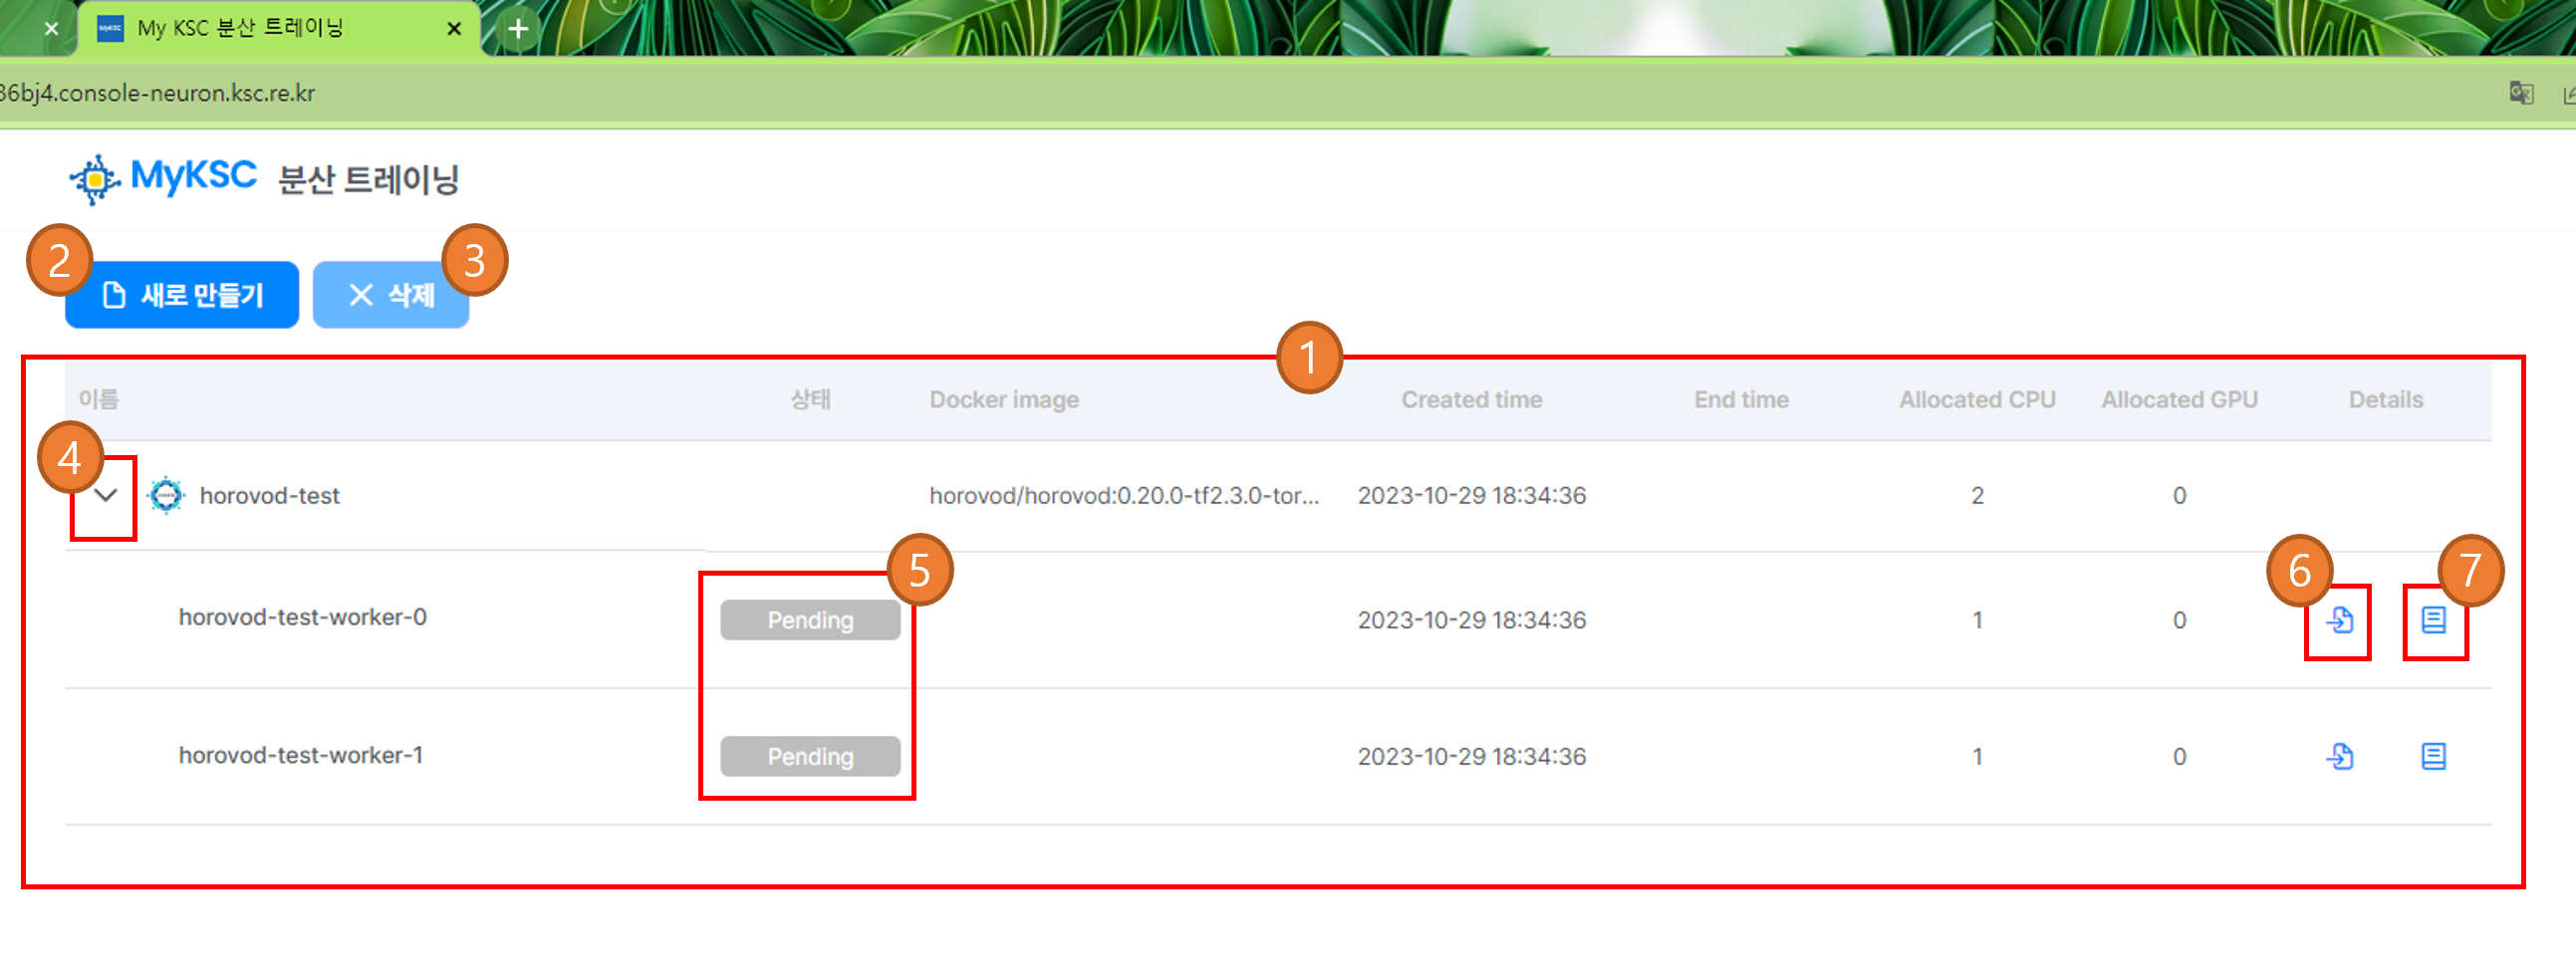 My KSC 분산 트레이닝
36bj4.console-neuron.ksc.re.kr
MyKSC 분산 트레이닝
2 3
새로 만들기 삭제
1
이름 상태 Docker image Created time End time Allocated CPU Allocated GPU Details
4
horovod-test horovod/horovod:0.20.0-tf2.3.0-tor... 2023-10-29 18:34:36 2 0
5 6 7
horovod-test-worker-0 Pending 2023-10-29 18:34:36 1 0
horovod-test-worker-1 Pending 2023-10-29 18:34:36 1 0